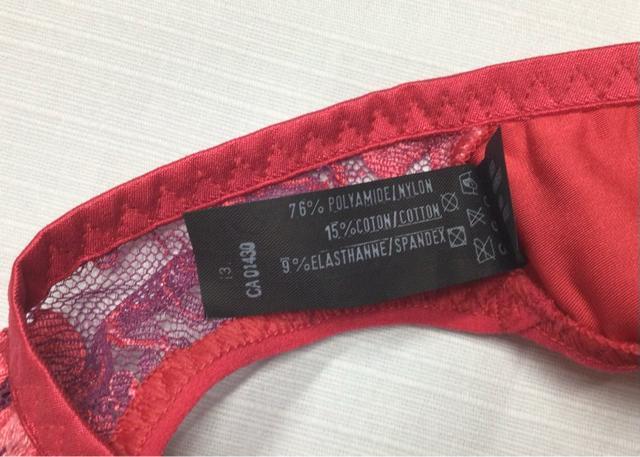 76% POLYAMIDE/NYLON
15%COTON/COTTON
9%ELASTHANNE/SPANDEX
13.
CA 01430